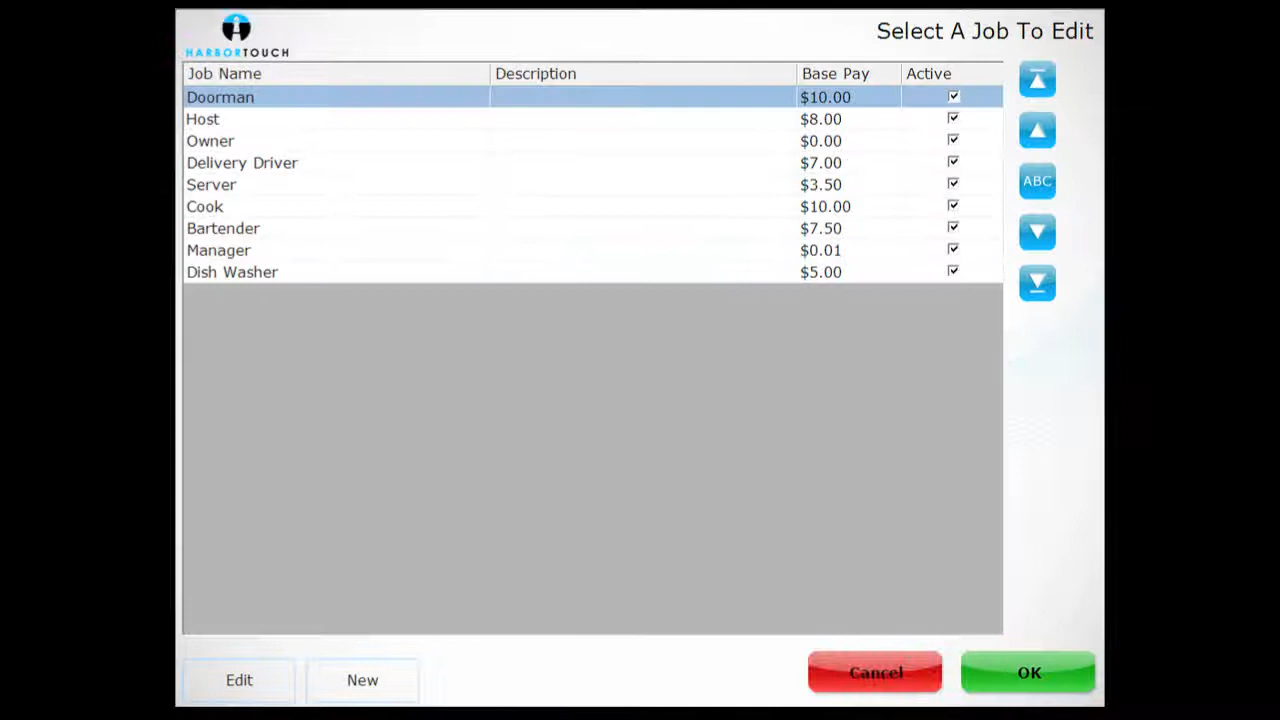 HARBORTOUCH
Select A Job To Edit
Job Name Description Base Pay Active
Doorman $10.00
Host $8.00
Owner $0.00
Delivery Driver $7.00
Server $3.50
Cook $10.00
Bartender $7.50
Manager $0.01
Dish Washer $5.00
ABC
Edit New Cancel OK